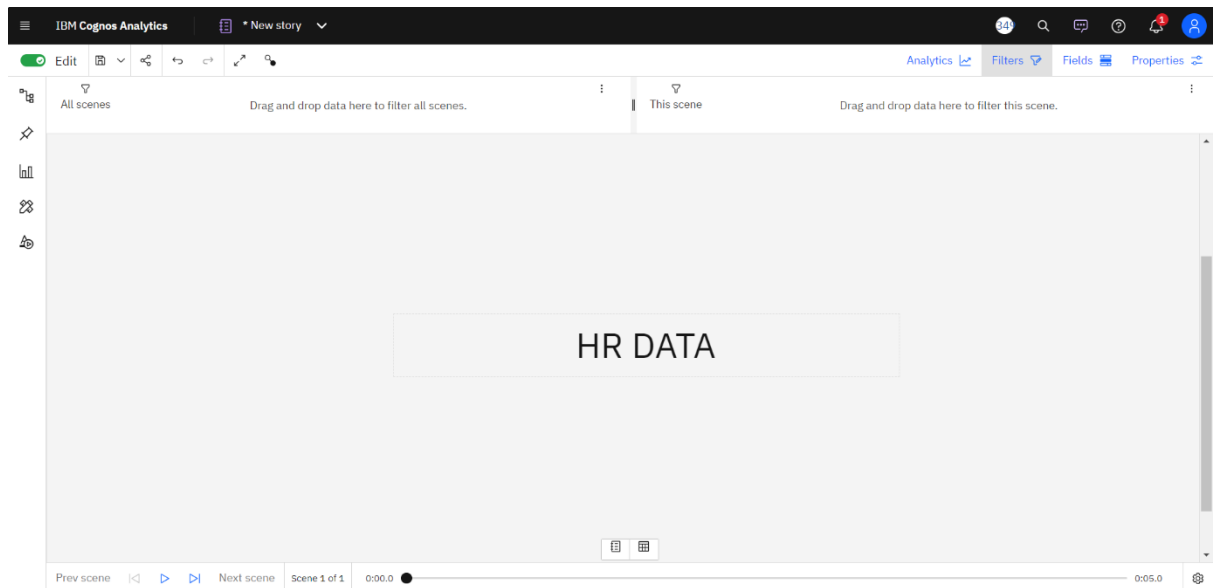 IBM Cognos Analytics
* New story
1
Edit
Analytics
Filters
Fields
Properties
All scenes
Drag and drop data here to filter all scenes.
This scene
Drag and drop data here to filter this scene.
HR DATA
Prev scene
Next scene
Scene 1 of 1
0:00.0
0:05.0